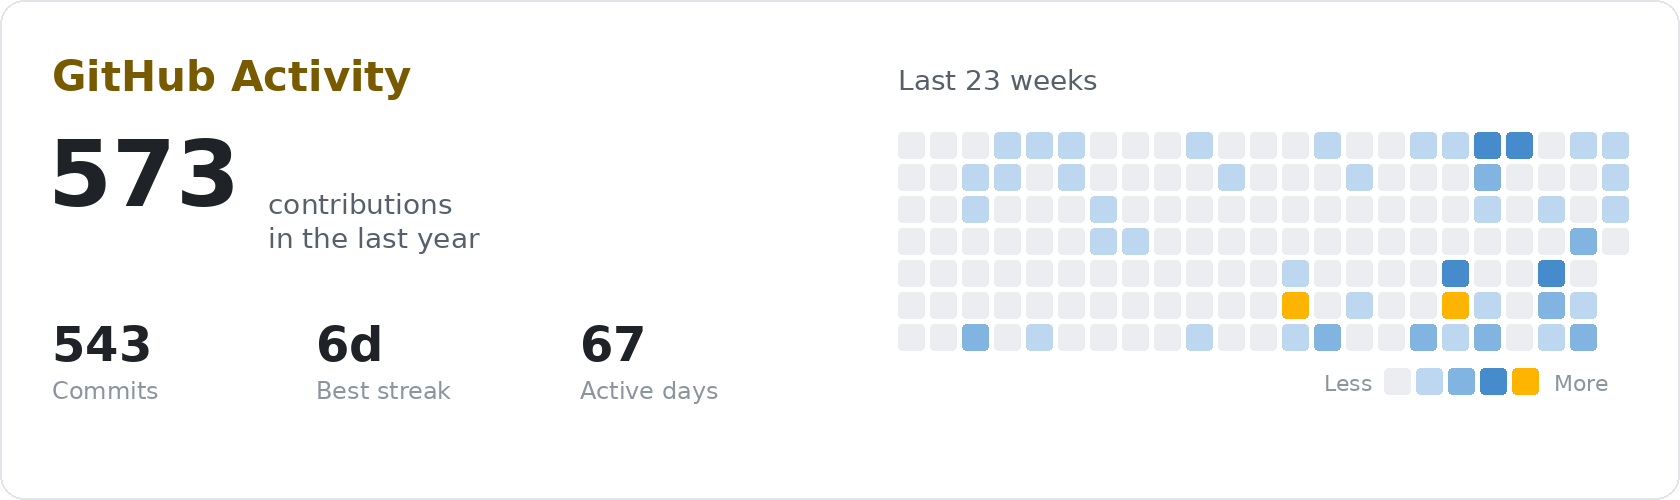 GitHub Activity
573
contributions
in the last year
543
Commits
6d
Best streak
67
Active days
Last 23 weeks
Less
More